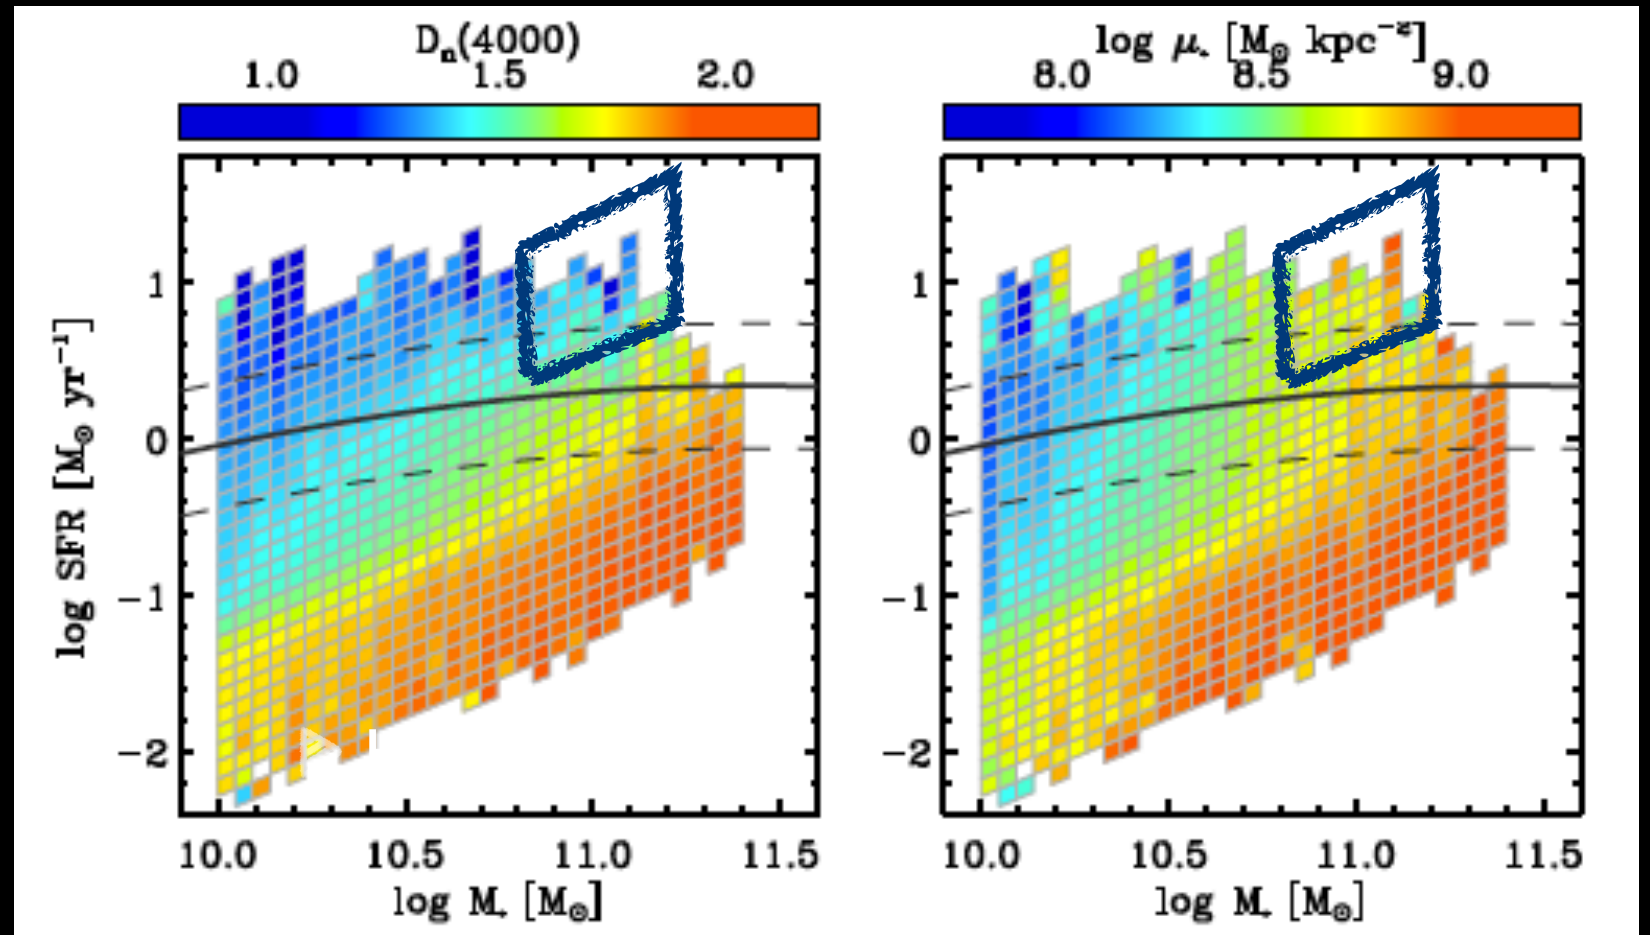 D_n(4000)
1.0 1.5 2.0
log μ* [M⊙ kpc⁻²]
8.0 8.5 9.0
log SFR [M⊙ yr⁻¹]
1
0
−1
−2
10.0 10.5 11.0 11.5
log M* [M⊙]
1
0
−1
−2
10.0 10.5 11.0 11.5
log M* [M⊙]